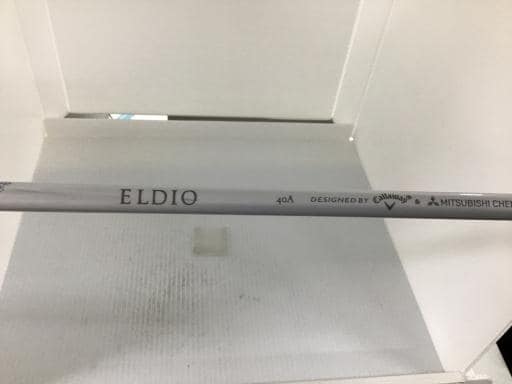 ELDIO 40A DESIGNED BY Callaway & MITSUBISHI CHE